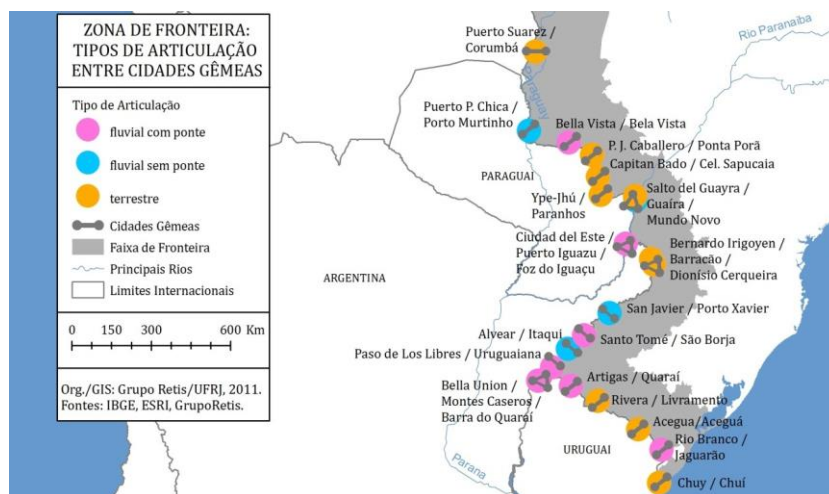 ZONA DE FRONTEIRA:
TIPOS DE ARTICULAÇÃO
ENTRE CIDADES GÊMEAS
Tipo de Articulação
fluvial com ponte
fluvial sem ponte
terrestre
Cidades Gêmeas
Faixa de Fronteira
Principais Rios
Limites Internacionais
0 150 300 600 Km
Org./GIS: Grupo Retis/UFRJ, 2011.
Fontes: IBGE, ESRI, GrupoRetis.
Puerto Suarez /
Corumbá
Rio Paranaiba
Paraguay
Puerto P. Chica /
Porto Murtinho
Bella Vista / Bela Vista
P. J. Caballero / Ponta Porã
Capitan Bado / Cel. Sapucaia
PARAGUAI
Ype-Jhú /
Paranhos
Salto del Guayra /
Guaíra /
Mundo Novo
Ciudad del Este /
Puerto Iguazu /
Foz do Iguaçu
Bernardo Irigoyen /
Barracão /
Dionísio Cerqueira
ARGENTINA
San Javier / Porto Xavier
Alvear / Itaqui
Santo Tomé / São Borja
Paso de Los Libres / Uruguaiana
Bella Union /
Montes Caseros /
Barra do Quaraí
Artigas / Quaraí
Rivera / Livramento
Acegua/Aceguá
URUGUAI
Rio Branco /
Jaguarão
Parana
Chuy / Chuí